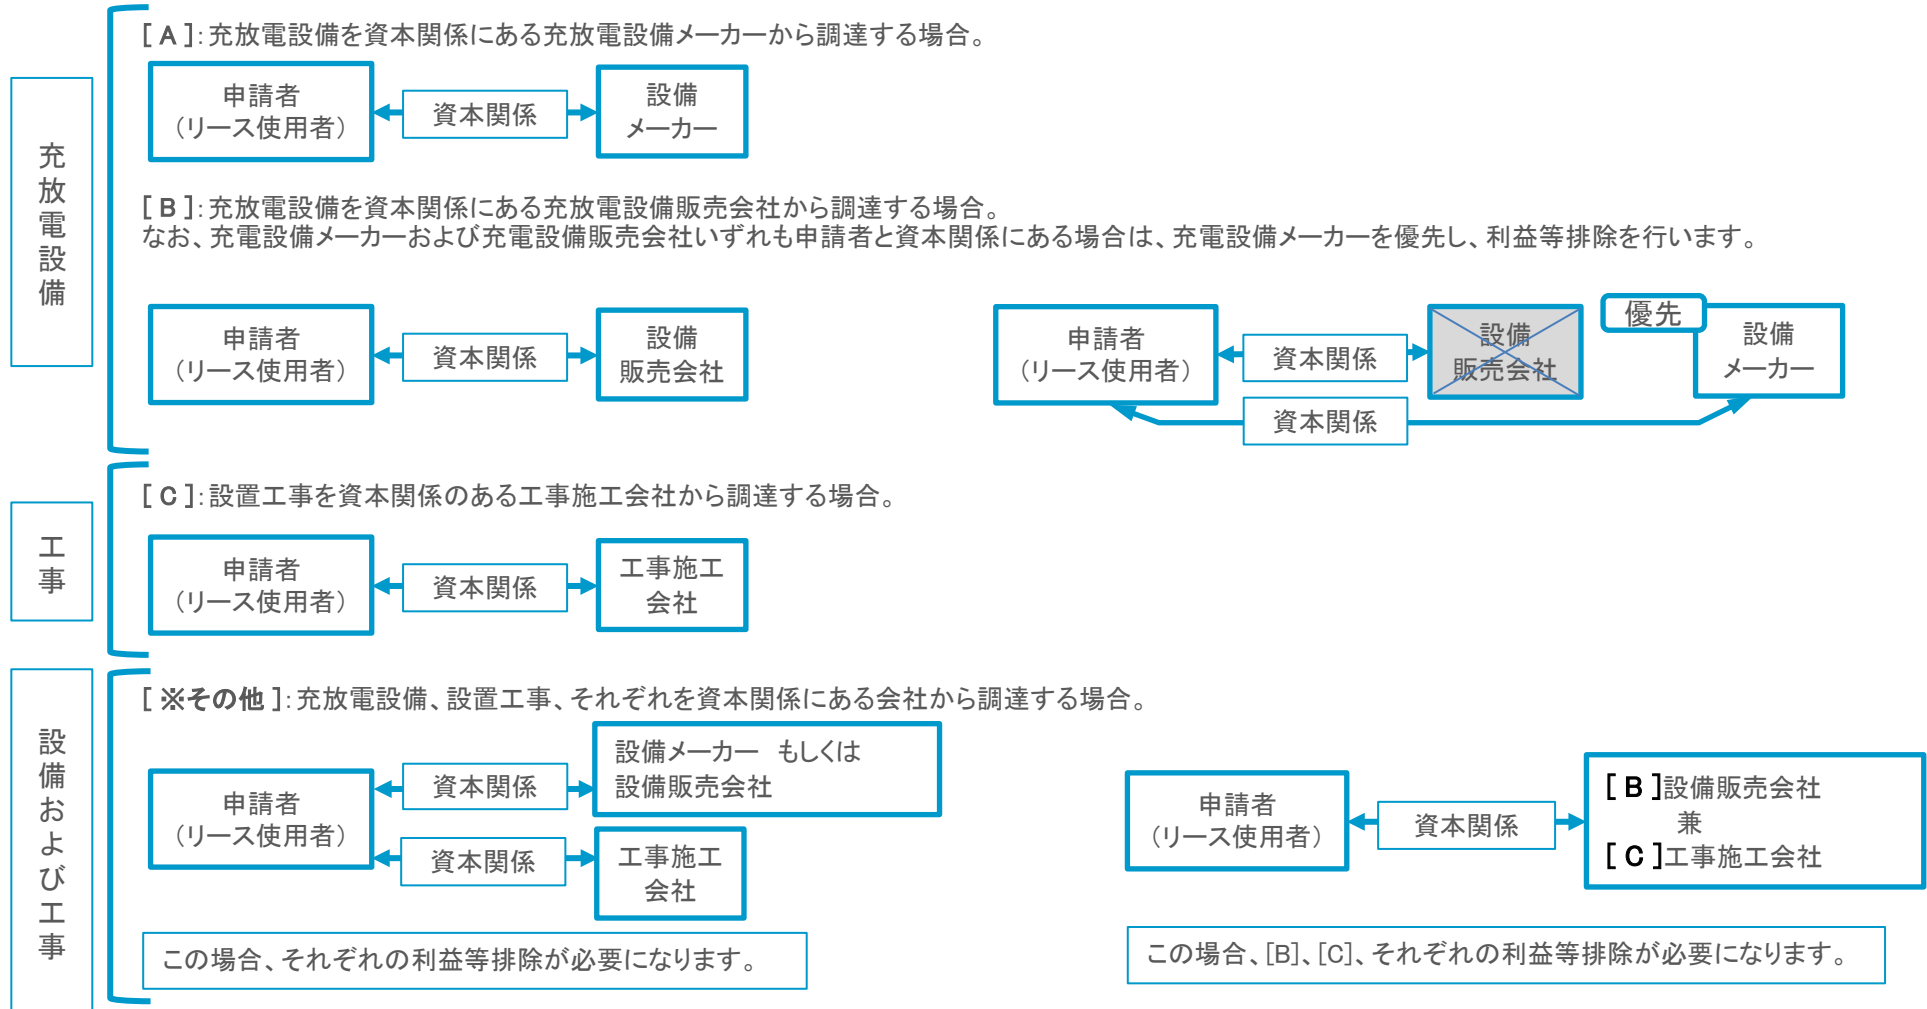 充放電設備
[ A ]：充放電設備を資本関係にある充放電設備メーカーから調達する場合。
申請者
（リース使用者）
資本関係
設備
メーカー
[ B ]：充放電設備を資本関係にある充放電設備販売会社から調達する場合。
なお、充電設備メーカーおよび充電設備販売会社いずれも申請者と資本関係にある場合は、充電設備メーカーを優先し、利益等排除を行います。
申請者
（リース使用者）
資本関係
設備
販売会社
申請者
（リース使用者）
資本関係
設備
販売会社
優先
設備
メーカー
資本関係
工事
[ C ]：設置工事を資本関係のある工事施工会社から調達する場合。
申請者
（リース使用者）
資本関係
工事施工
会社
設備および工事
[ ※その他 ]：充放電設備、設置工事、それぞれを資本関係にある会社から調達する場合。
申請者
（リース使用者）
資本関係
設備メーカー　もしくは
設備販売会社
資本関係
工事施工
会社
この場合、それぞれの利益等排除が必要になります。
申請者
（リース使用者）
資本関係
[ B ]設備販売会社
兼
[ C ]工事施工会社
この場合、[B]、[C]、それぞれの利益等排除が必要になります。